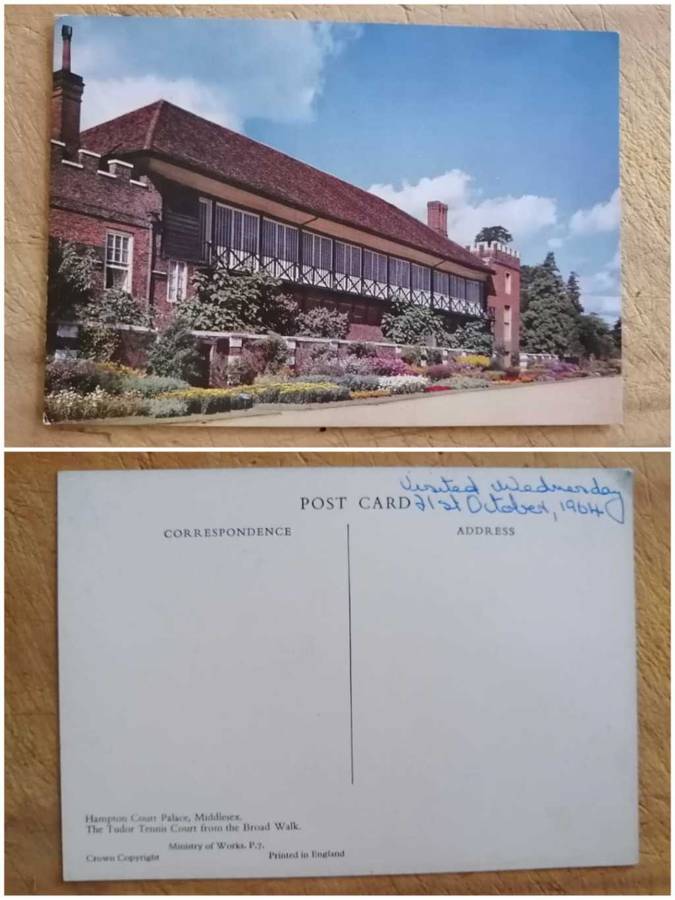 Visited Wednesday
POST CARD 21st October, 1964
CORRESPONDENCE
ADDRESS
Hampton Court Palace, Middlesex.
The Tudor Tennis Court from the Broad Walk.
Ministry of Works. P.7.
Crown Copyright
Printed in England